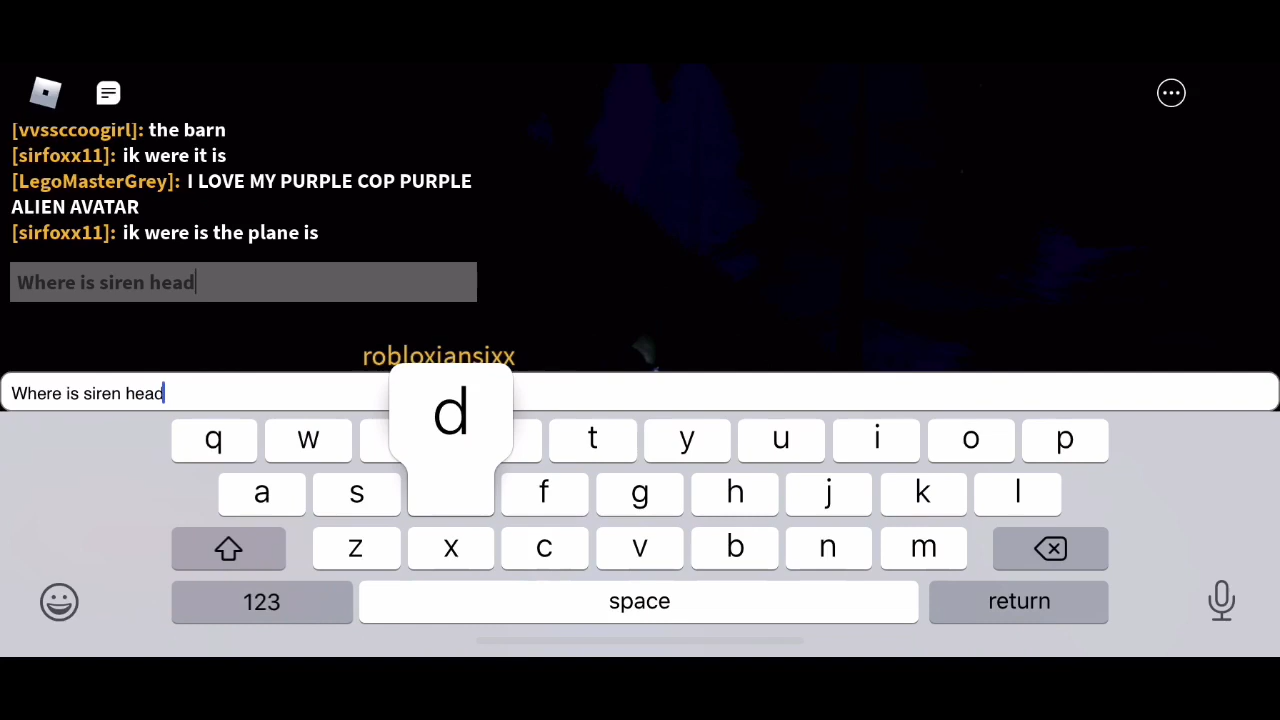 [vvssccoogirl]: the barn
[sirfoxx11]: ik were it is
[LegoMasterGrey]: I LOVE MY PURPLE COP PURPLE
ALIEN AVATAR
[sirfoxx11]: ik were is the plane is
Where is siren head
robloxiansixx
Where is siren head
d
q w t y u i o p
a s f g h j k l
z x c v b n m
123 space return